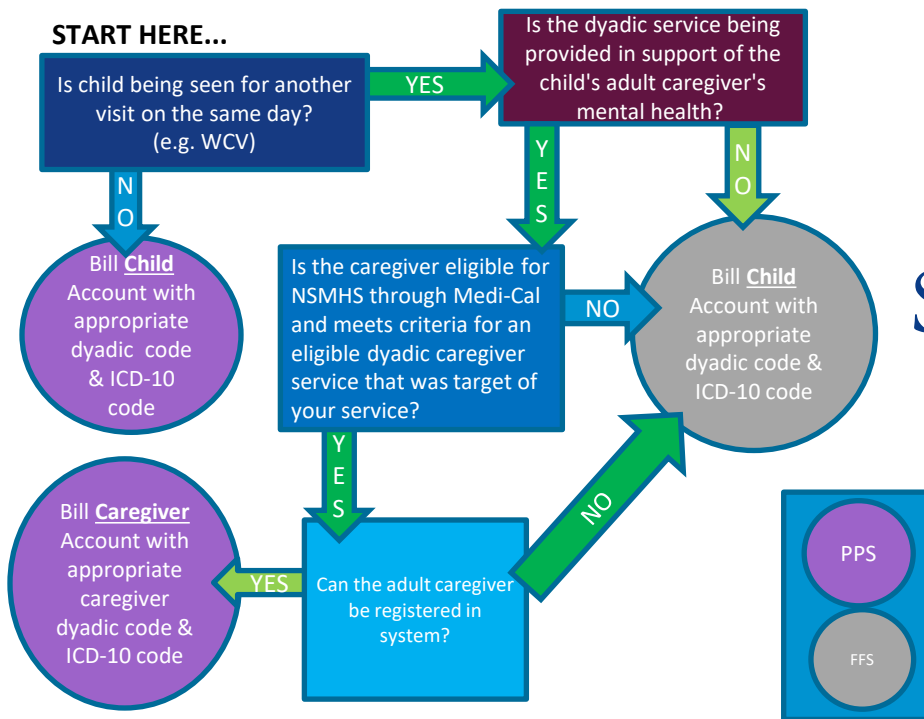 START HERE...
Is child being seen for another
visit on the same day?
(e.g. WCV)
YES
Is the dyadic service being
provided in support of the
child's adult caregiver's
mental health?
NO
YES
NO
Bill Child
Account with
appropriate
dyadic code
& ICD-10
code
Is the caregiver eligible for
NSMHS through Medi-Cal
and meets criteria for an
eligible dyadic caregiver
service that was target of
your service?
NO
Bill Child
Account with
appropriate
dyadic code &
ICD-10 code
S
YES
NO
Bill Caregiver
Account with
appropriate
caregiver
dyadic code &
ICD-10 code
YES
Can the adult caregiver
be registered in
system?
PPS
FFS